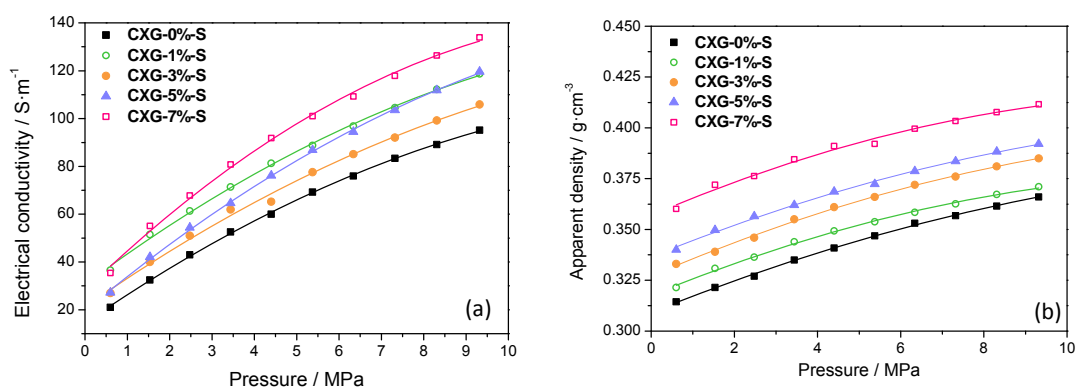 140
120
100
80
60
40
20
Electrical conductivity / S·m⁻¹
CXG-0%-S
CXG-1%-S
CXG-3%-S
CXG-5%-S
CXG-7%-S
(a)
0 1 2 3 4 5 6 7 8 9 10
Pressure / MPa
0.450
0.425
0.400
0.375
0.350
0.325
0.300
Apparent density / g·cm⁻³
CXG-0%-S
CXG-1%-S
CXG-3%-S
CXG-5%-S
CXG-7%-S
(b)
0 2 4 6 8 10
Pressure / MPa